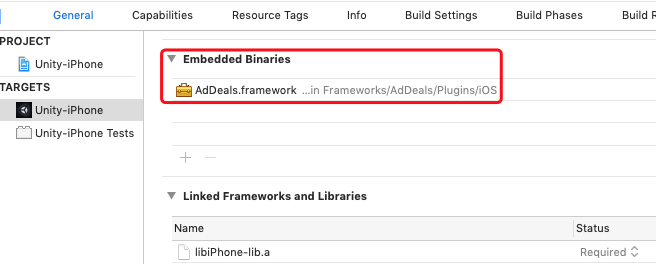 General Capabilities Resource Tags Info Build Settings Build Phases Build R
PROJECT
Unity-iPhone
TARGETS
Unity-iPhone
Unity-iPhone Tests
Embedded Binaries
AdDeals.framework ...in Frameworks/AdDeals/Plugins/iOS
Linked Frameworks and Libraries
Name Status
libiPhone-lib.a Required